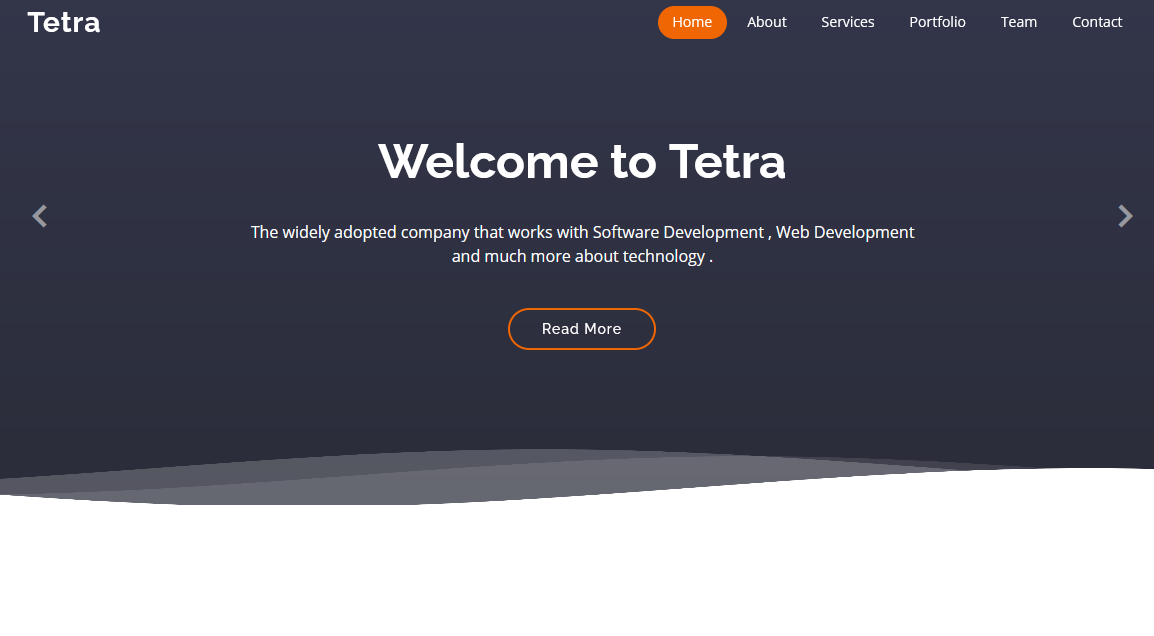 Tetra
Home About Services Portfolio Team Contact
Welcome to Tetra
The widely adopted company that works with Software Development , Web Development
and much more about technology .
Read More